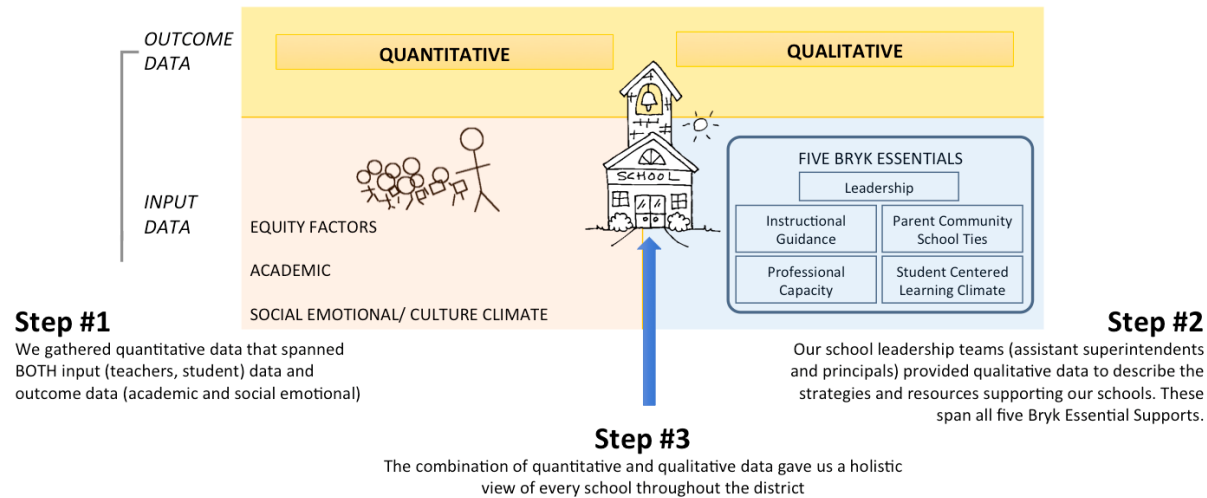 OUTCOME
DATA
QUANTITATIVE
QUALITATIVE
INPUT
DATA
SCHOOL
EQUITY FACTORS
ACADEMIC
SOCIAL EMOTIONAL/ CULTURE CLIMATE
FIVE BRYK ESSENTIALS
Leadership
Instructional
Guidance
Parent Community
School Ties
Professional
Capacity
Student Centered
Learning Climate
Step #1
We gathered quantitative data that spanned
BOTH input (teachers, student) data and
outcome data (academic and social emotional)
Step #2
Our school leadership teams (assistant superintendents
and principals) provided qualitative data to describe the
strategies and resources supporting our schools. These
span all five Bryk Essential Supports.
Step #3
The combination of quantitative and qualitative data gave us a holistic
view of every school throughout the district